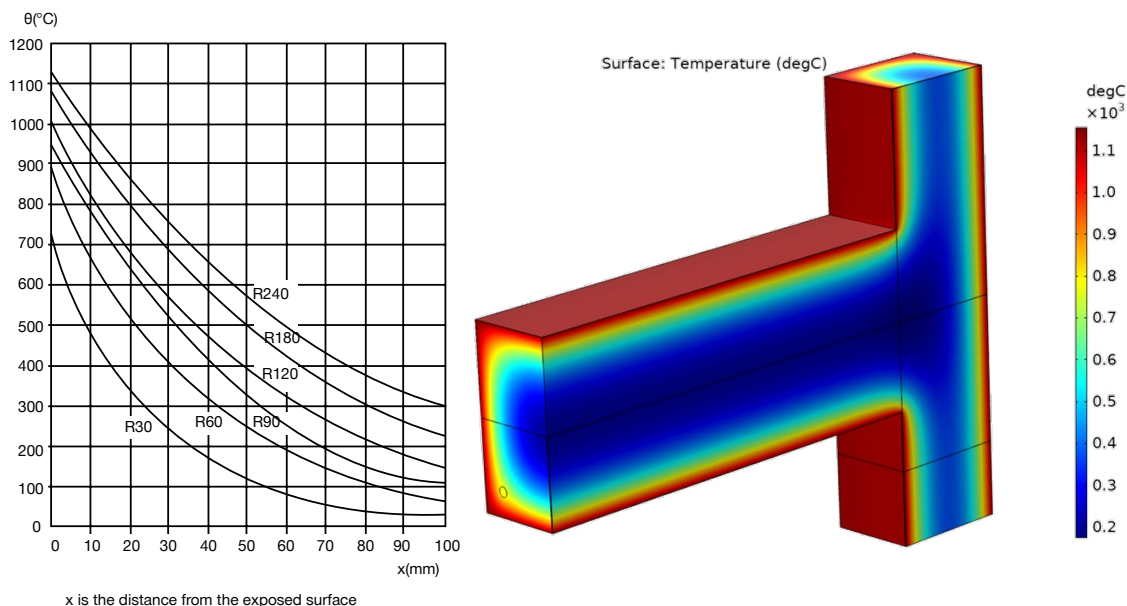 θ(°C)
1200
1100
1000
900
800
700
600
500
400
300
200
100
0
R240
R180
R120
R30
R60
R90
0 10 20 30 40 50 60 70 80 90 100
x(mm)
x is the distance from the exposed surface
Surface: Temperature (degC)
degC
×10³
1.1
1.0
0.9
0.8
0.7
0.6
0.5
0.4
0.3
0.2